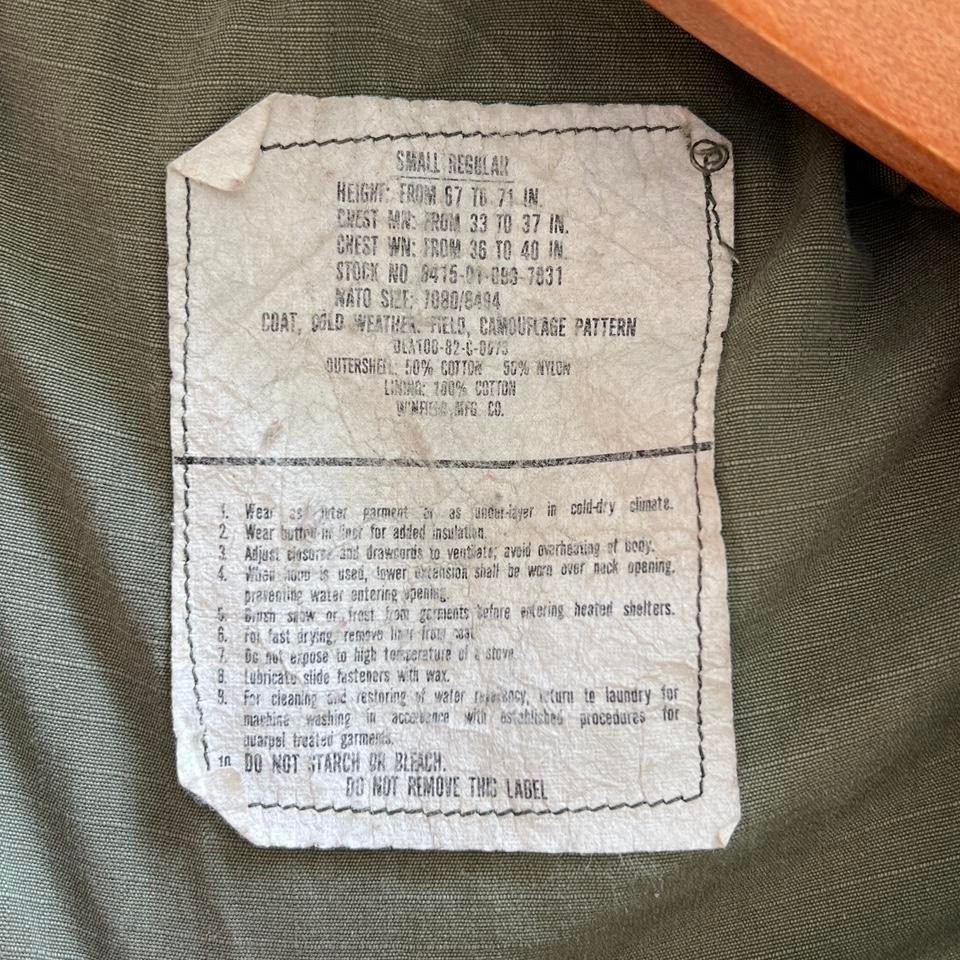 SMALL REGULAR
HEIGHT: FROM 67 TO 71 IN.
CHEST MN: FROM 33 TO 37 IN.
CHEST WN: FROM 36 TO 40 IN.
STOCK NO. 8415-01-099-7831
NATO SIZE: 7080/8494
COAT, COLD WEATHER, FIELD, CAMOUFLAGE PATTERN
DLA100-82-C-0573
OUTERSHELL: 50% COTTON 50% NYLON
LINING: 100% COTTON
WINFIELD MFG. CO.
1. Wear as outer garment or as under-layer in cold-dry climate.
2. Wear button-in liner for added insulation.
3. Adjust closures and drawcords to ventilate; avoid overheating of body.
4. When hood is used, lower extension shall be worn over neck opening,
preventing water entering opening.
5. Brush snow or frost from garments before entering heated shelters.
6. For fast drying, remove liner from coat.
7. Do not expose to high temperature of a stove.
8. Lubricate slide fasteners with wax.
9. For cleaning and restoring of water repellency, return to laundry for
machine washing in accordance with established procedures for
quarpel treated garments.
10. DO NOT STARCH OR BLEACH.
DO NOT REMOVE THIS LABEL